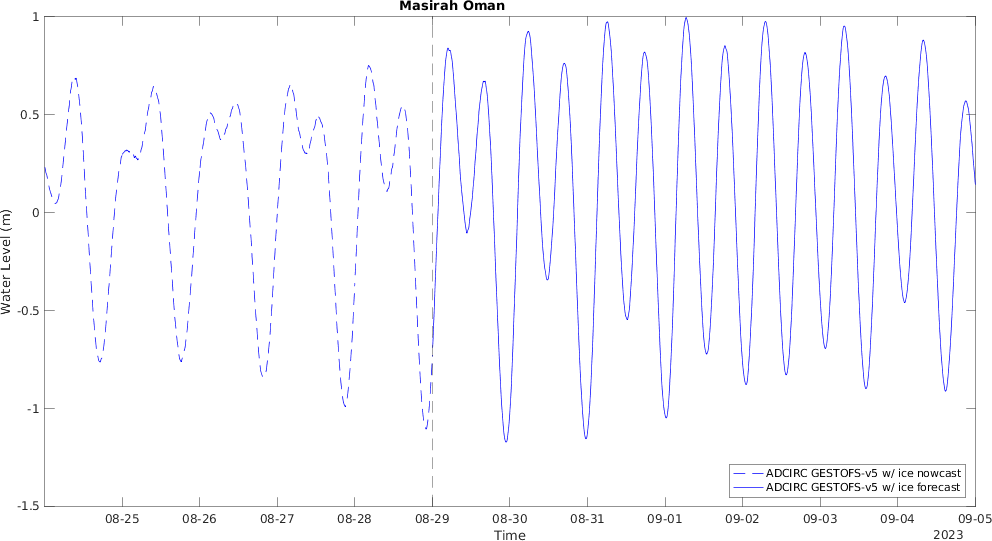 Masirah Oman
Water Level (m)
1
0.5
0
-0.5
-1
-1.5
ADCIRC GESTOFS-v5 w/ ice nowcast
ADCIRC GESTOFS-v5 w/ ice forecast
08-25 08-26 08-27 08-28 08-29 08-30 08-31 09-01 09-02 09-03 09-04 09-05
Time
2023